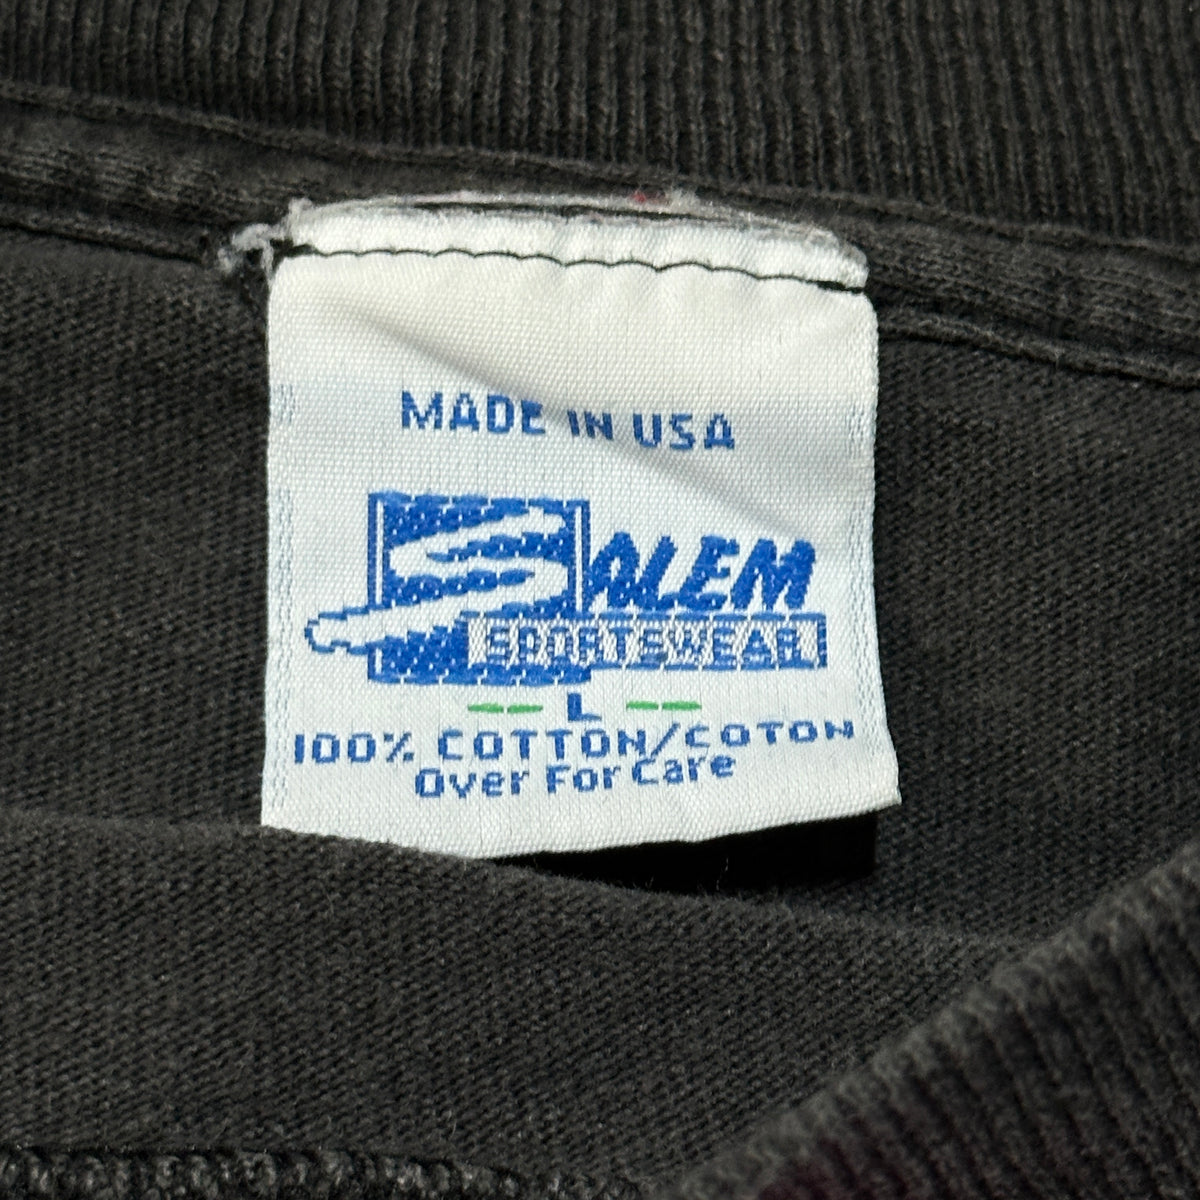 MADE IN USA
SALEM
SPORTSWEAR
-- L --
100% COTTON/COTON
Over For Care